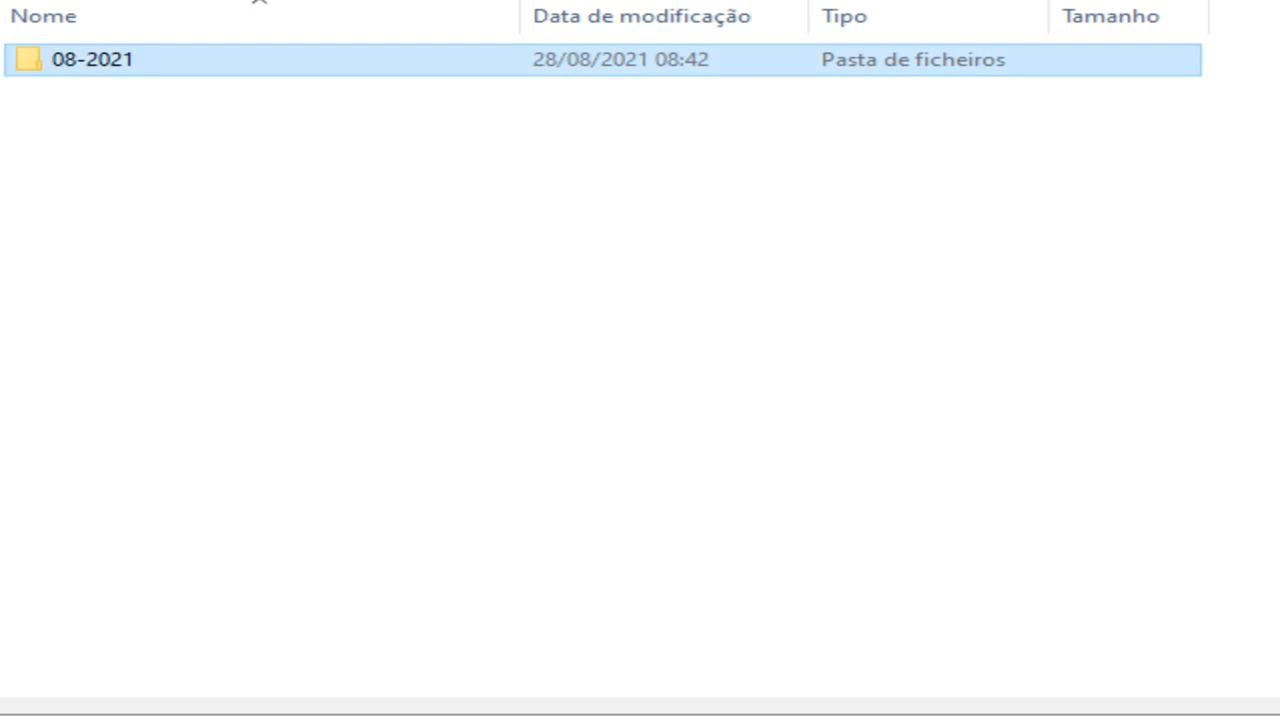 Nome Data de modificação Tipo Tamanho
08-2021 28/08/2021 08:42 Pasta de ficheiros